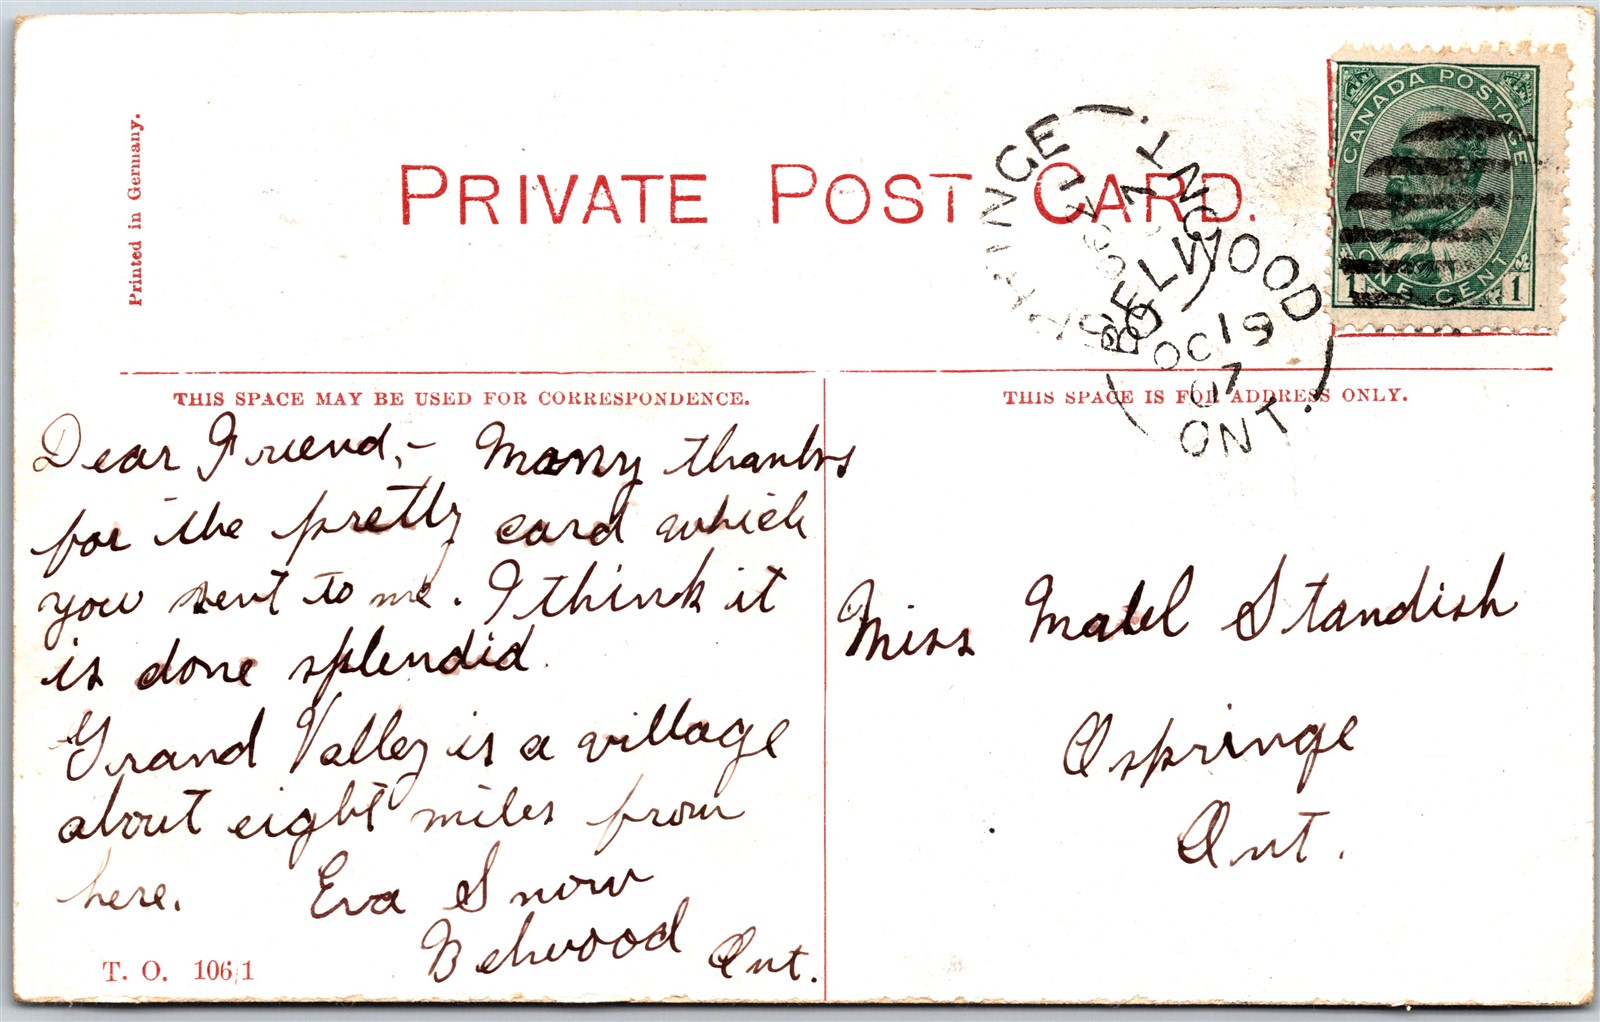 Printed in Germany.
PRIVATE POST CARD.
CANADA POSTAGE
ONE CENT
1 1
BELWOOD
OC 19
07
ONT.
THIS SPACE MAY BE USED FOR CORRESPONDENCE.
THIS SPACE IS FOR ADDRESS ONLY.
Dear Friend,- Many thanks
for the pretty card which
you sent to me. I think it
is done splendid.
Grand Valley is a village
about eight miles from
here. Eva Snow
Belwood Ont.
Miss Mabel Standish
Ospringe
Ont.
T. O. 1061